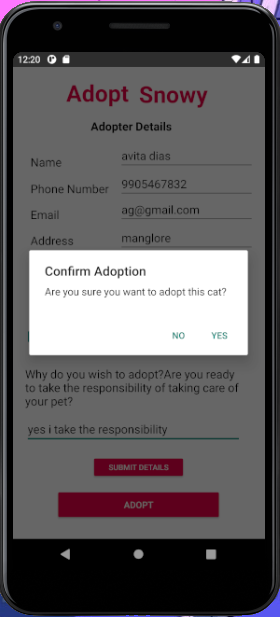 12:20
Adopt Snowy
Adopter Details
Name avita dias
Phone Number 9905467832
Email ag@gmail.com
Address manglore
Confirm Adoption
Are you sure you want to adopt this cat?
NO YES
Why do you wish to adopt?Are you ready
to take the responsibility of taking care of
your pet?
yes i take the responsibility
SUBMIT DETAILS
ADOPT